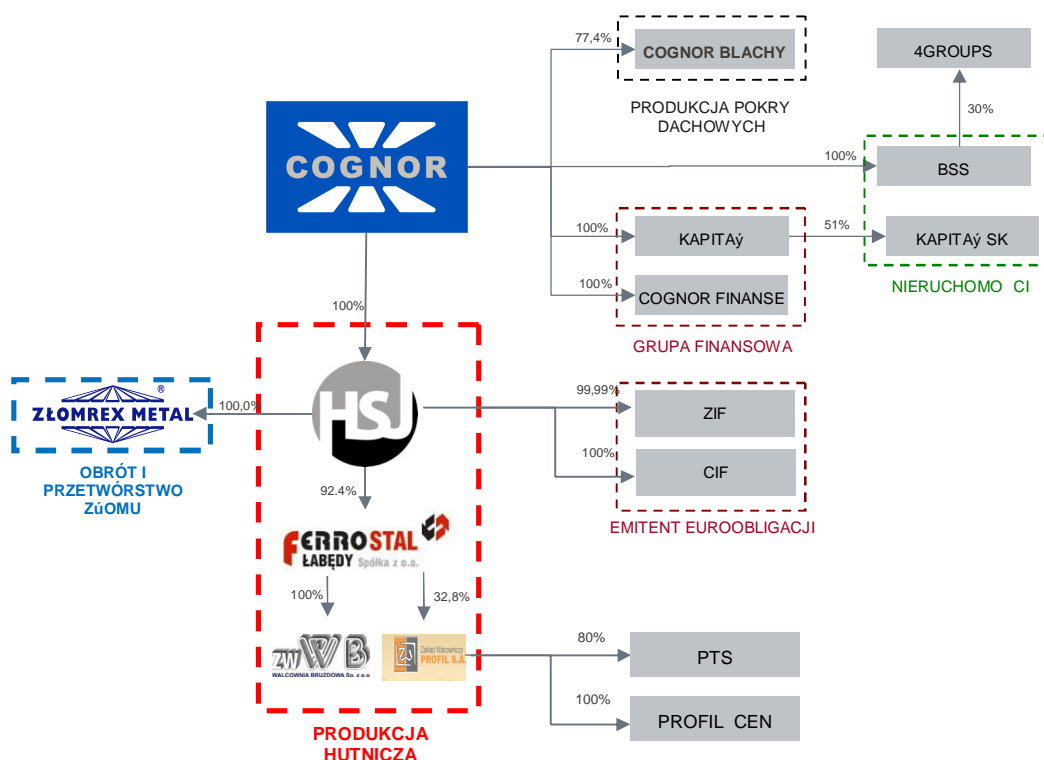 77,4%
COGNOR BLACHY
4GROUPS
PRODUKCJA POKRY
DACHOWYCH
30%
COGNOR
100%
BSS
100%
KAPITAý
51%
KAPITAý SK
100%
COGNOR FINANSE
NIERUCHOMO CI
100%
GRUPA FINANSOWA
HSJ
®
ZŁOMREX METAL
100,0%
99,99%
ZIF
100%
CIF
OBRÓT I
PRZETWÓRSTWO
ZúOMU
92.4%
EMITENT EUROOBLIGACJI
FERROSTAL
ŁABĘDY Spółka z o.o.
100%
32,8%
ZW WB
WALCOWNIA BRUZDOWA Sp. z o.o
Zakład Walcowniczy
PROFIL S.A.
80%
PTS
100%
PROFIL CEN
PRODUKCJA
HUTNICZA